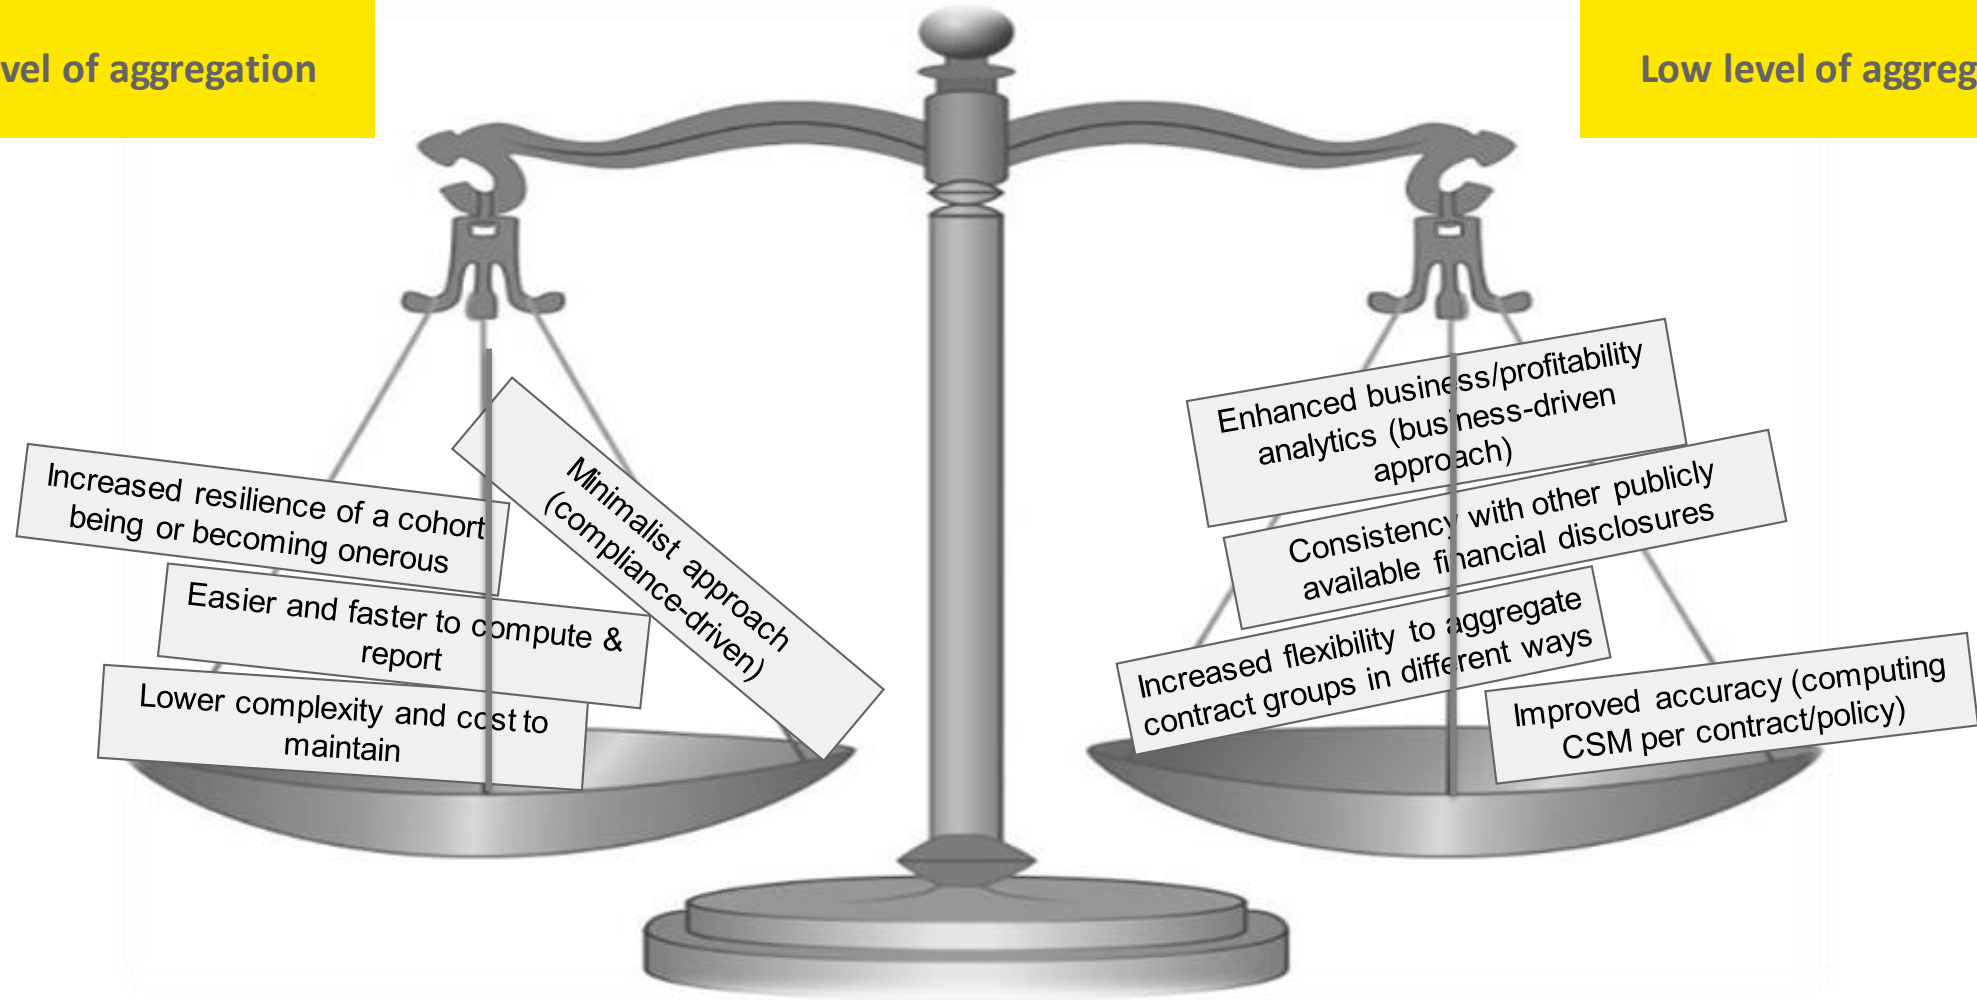 vel of aggregation
Low level of aggreg
Increased resilience of a cohort
being or becoming onerous
Easier and faster to compute &
report
Lower complexity and cost to
maintain
Minimalist approach
(compliance-driven)
Enhanced business/profitability
analytics (business-driven
approach)
Consistency with other publicly
available financial disclosures
Increased flexibility to aggregate
contract groups in different ways
Improved accuracy (computing
CSM per contract/policy)